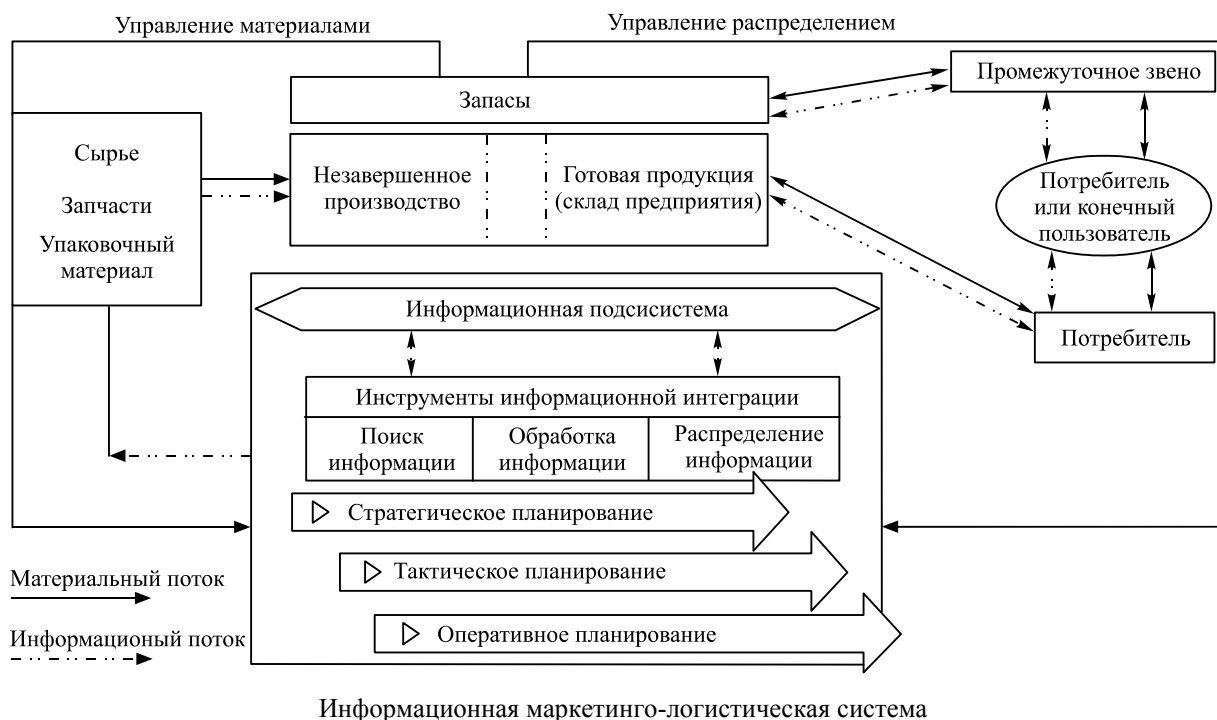 Управление материалами
Управление распределением
Запасы
Промежуточное звено
Сырье
Запчасти
Упаковочный
материал
Незавершенное
производство
Готовая продукция
(склад предприятия)
Потребитель
или конечный
пользователь
Потребитель
Информационная подсисистема
Инструменты информационной интеграции
Поиск
информации
Обработка
информации
Распределение
информации
Стратегическое планирование
Тактическое планирование
Оперативное планирование
Материальный поток
Информационый поток
Информационная маркетинго-логистическая система